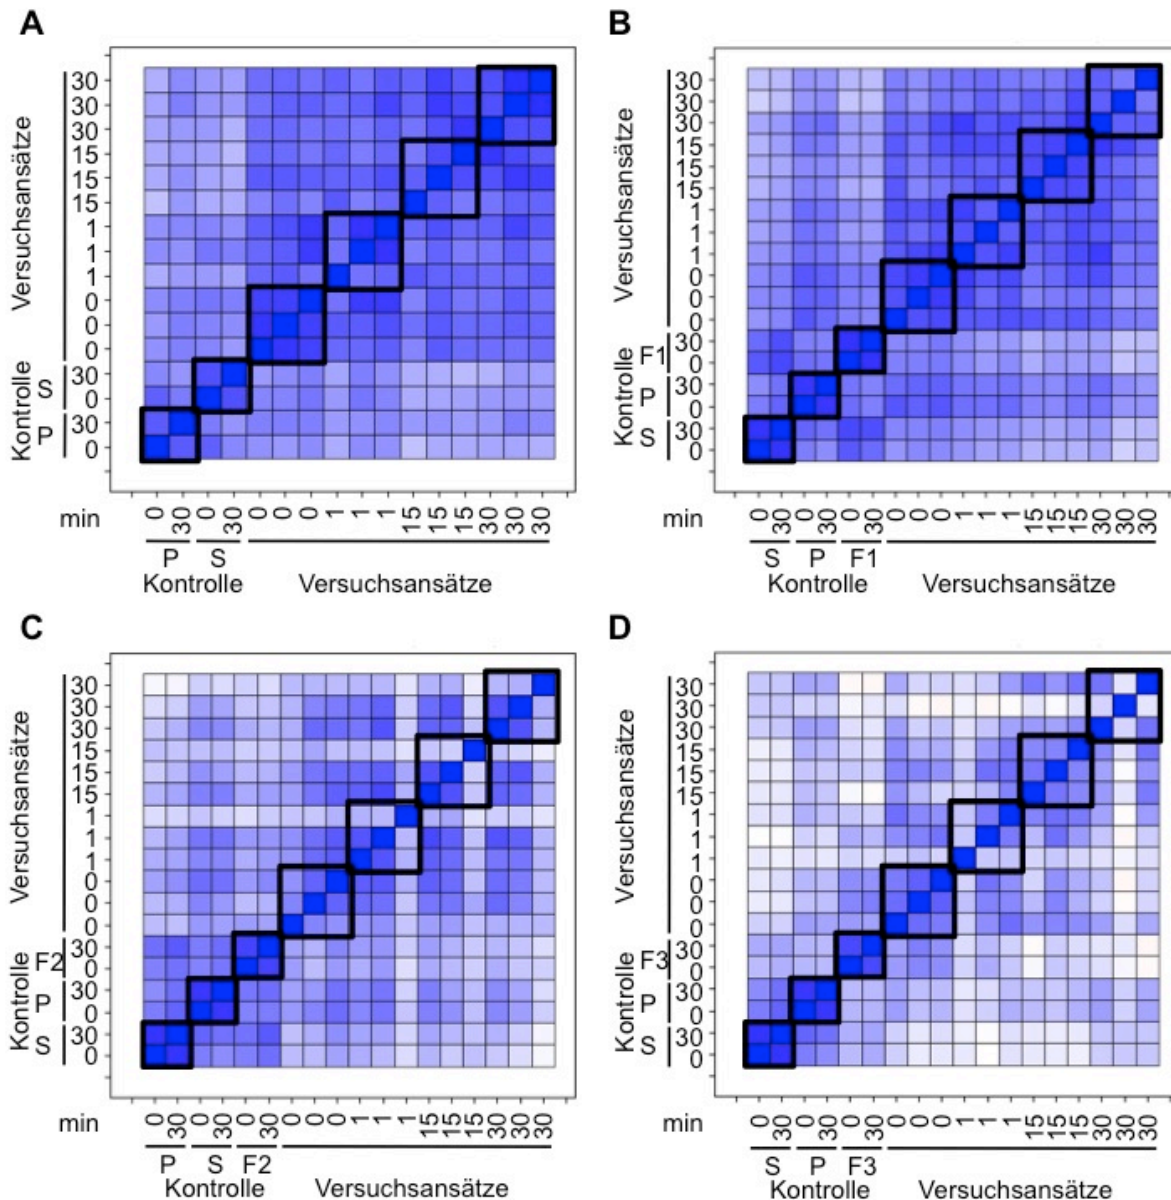 A
Versuchsansätze
30
30
30
15
15
15
1
1
1
0
0
0
Kontrolle
S
30
0
P
30
0
min
0 30 0 30 0 0 0 1 1 1 15 15 15 30 30 30
P S
Kontrolle Versuchsansätze
B
Versuchsansätze
30
30
30
15
15
15
1
1
1
0
0
0
Kontrolle
F1
30
0
P
30
0
S
30
0
min
0 30 0 30 0 30 0 0 0 1 1 1 15 15 15 30 30 30
S P F1
Kontrolle Versuchsansätze
C
Versuchsansätze
30
30
30
15
15
15
1
1
1
0
0
0
Kontrolle
F2
30
0
P
30
0
S
30
0
min
0 30 0 30 0 30 0 0 0 1 1 1 15 15 15 30 30 30
P S F2
Kontrolle Versuchsansätze
D
Versuchsansätze
30
30
30
15
15
15
1
1
1
0
0
0
Kontrolle
F3
30
0
P
30
0
S
30
0
min
0 30 0 30 0 30 0 0 0 1 1 1 15 15 15 30 30 30
S P F3
Kontrolle Versuchsansätze